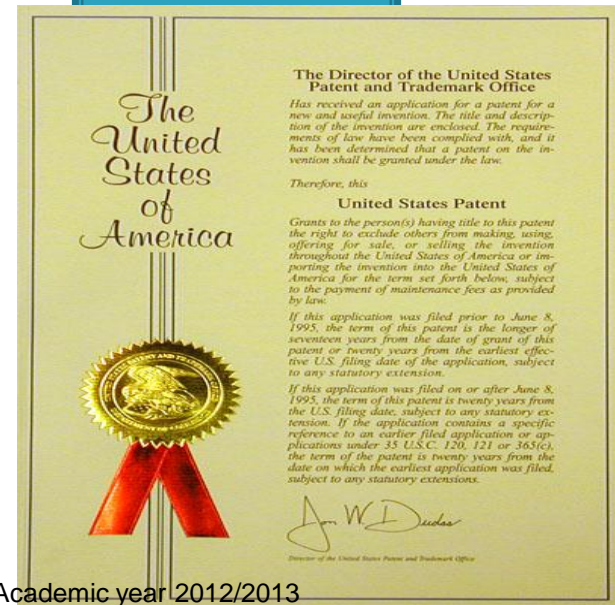 The
United
States
of
America
The Director of the United States
Patent and Trademark Office
Has received an application for a patent for a
new and useful invention. The title and descrip-
tion of the invention are enclosed. The require-
ments of law have been complied with, and it
has been determined that a patent on the in-
vention shall be granted under the law.
Therefore, this
United States Patent
Grants to the person(s) having title to this patent
the right to exclude others from making, using,
offering for sale, or selling the invention
throughout the United States of America or im-
porting the invention into the United States of
America for the term set forth below, subject
to the payment of maintenance fees as provided
by law.
If this application was filed prior to June 8,
1995, the term of this patent is the longer of
seventeen years from the date of grant of this
patent or twenty years from the earliest effec-
tive U.S. filing date of the application, subject
to any statutory extension.
If this application was filed on or after June 8,
1995, the term of this patent is twenty years from
the U.S. filing date, subject to any statutory ex-
tension. If the application contains a specific
reference to an earlier filed application or ap-
plications under 35 U.S.C. 120, 121 or 365(c),
the term of the patent is twenty years from the
date on which the earliest application was filed,
subject to any statutory extensions.
Jon W Dudas
Director of the United States Patent and Trademark Office
Academic year 2012/2013